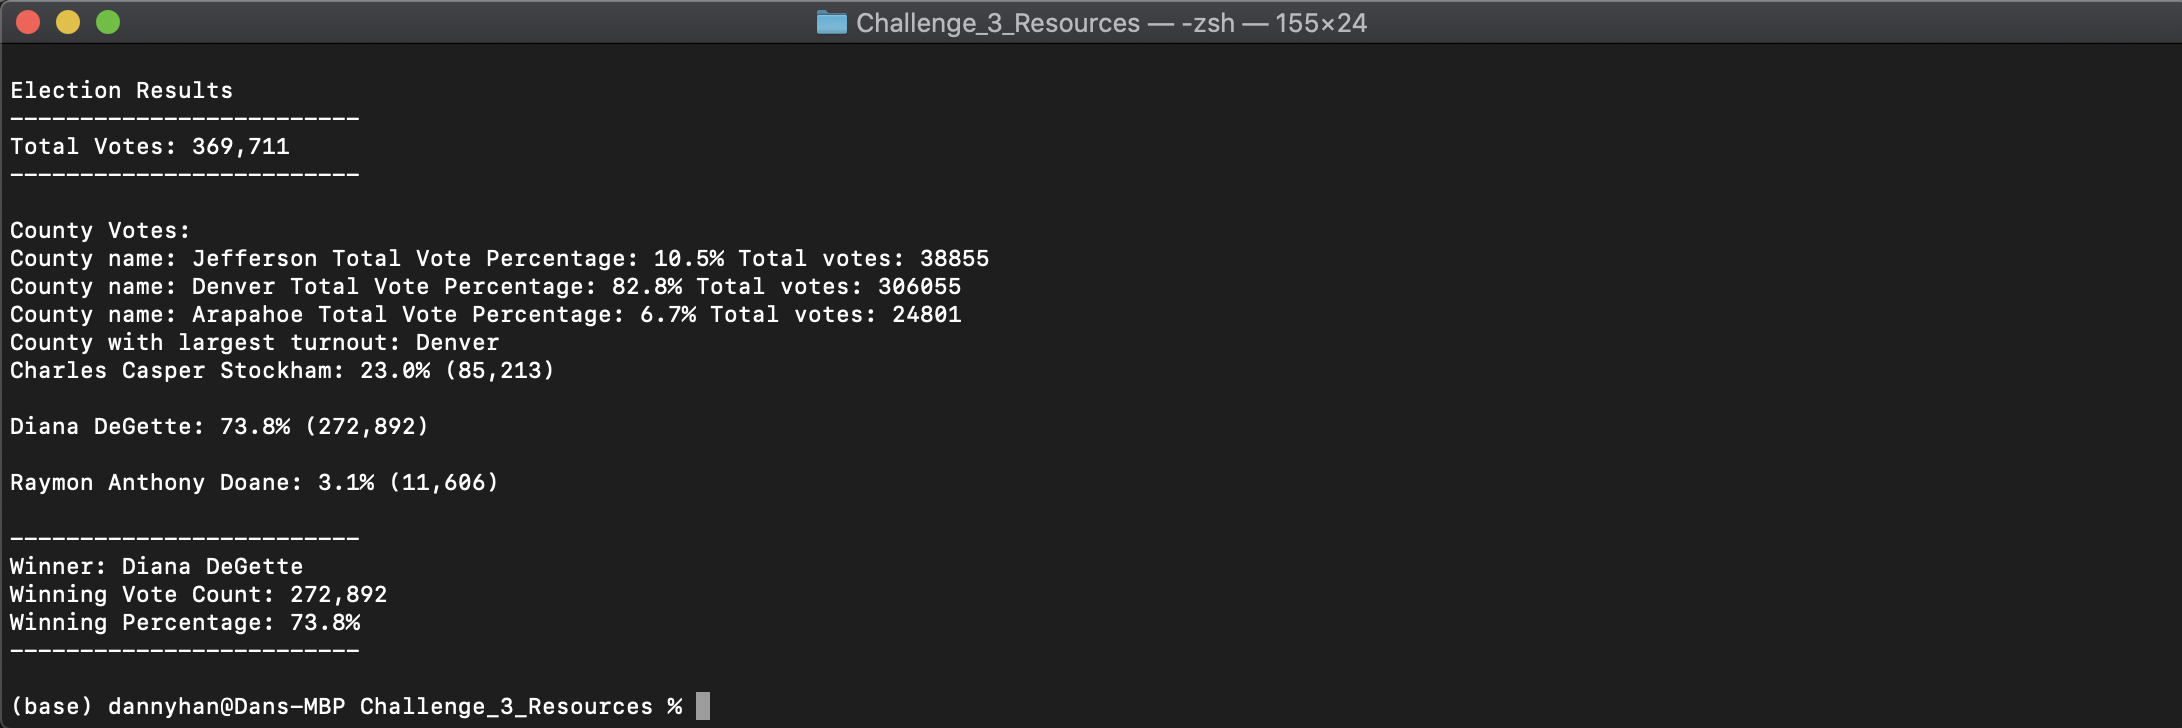 Challenge_3_Resources — -zsh — 155×24
Election Results
-------------------------
Total Votes: 369,711
-------------------------
County Votes:
County name: Jefferson Total Vote Percentage: 10.5% Total votes: 38855
County name: Denver Total Vote Percentage: 82.8% Total votes: 306055
County name: Arapahoe Total Vote Percentage: 6.7% Total votes: 24801
County with largest turnout: Denver
Charles Casper Stockham: 23.0% (85,213)
Diana DeGette: 73.8% (272,892)
Raymon Anthony Doane: 3.1% (11,606)
-------------------------
Winner: Diana DeGette
Winning Vote Count: 272,892
Winning Percentage: 73.8%
-------------------------
(base) dannyhan@Dans-MBP Challenge_3_Resources %